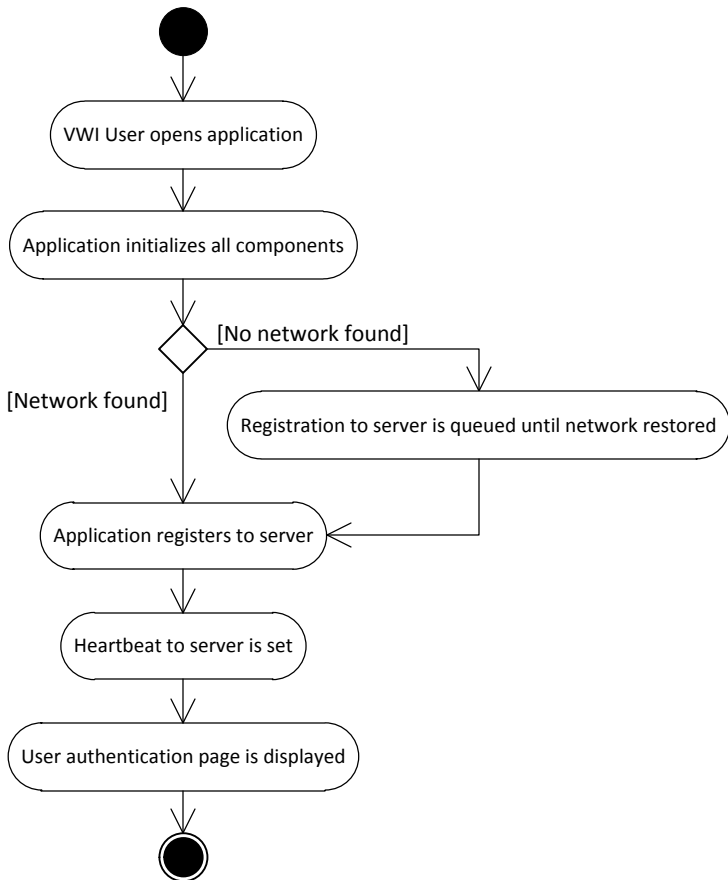 VWI User opens application
Application initializes all components
[No network found]
[Network found]
Registration to server is queued until network restored
Application registers to server
Heartbeat to server is set
User authentication page is displayed